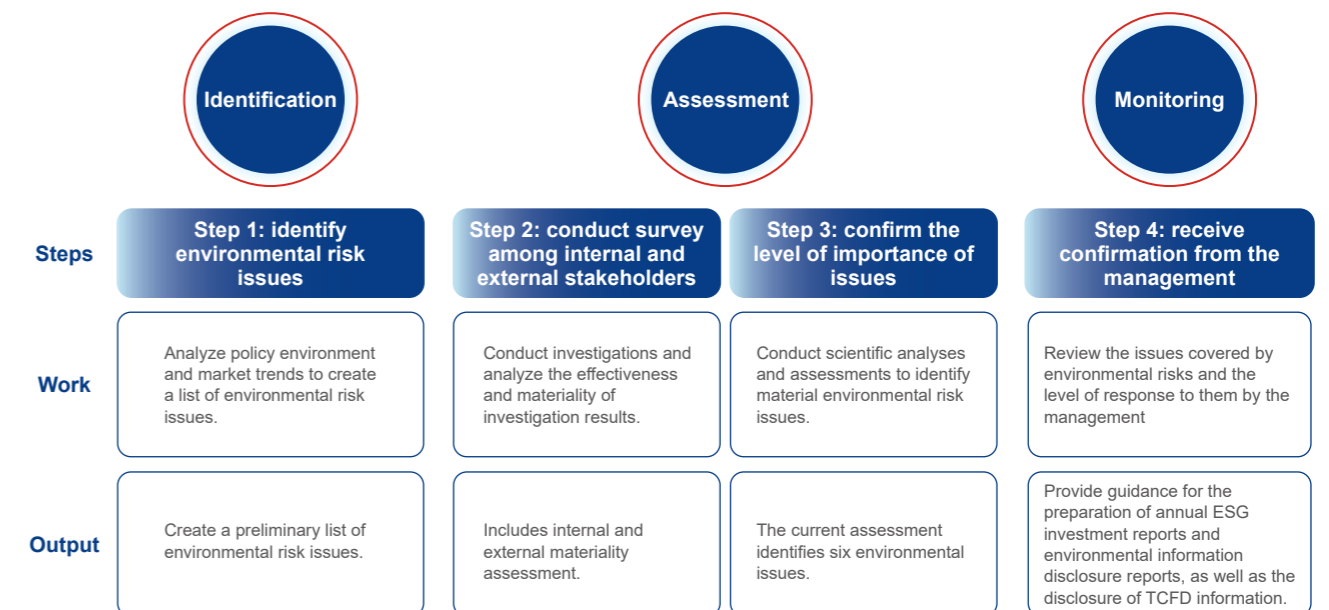 Identification
Assessment
Monitoring
Steps
Step 1: identify
environmental risk
issues
Step 2: conduct survey
among internal and
external stakeholders
Step 3: confirm the
level of importance of
issues
Step 4: receive
confirmation from the
management
Work
Analyze policy environment
and market trends to create
a list of environmental risk
issues.
Conduct investigations and
analyze the effectiveness
and materiality of
investigation results.
Conduct scientific analyses
and assessments to identify
material environmental risk
issues.
Review the issues covered by
environmental risks and the
level of response to them by the
management
Output
Create a preliminary list of
environmental risk issues.
Includes internal and
external materiality
assessment.
The current assessment
identifies six environmental
issues.
Provide guidance for the
preparation of annual ESG
investment reports and
environmental information
disclosure reports, as well as the
disclosure of TCFD information.